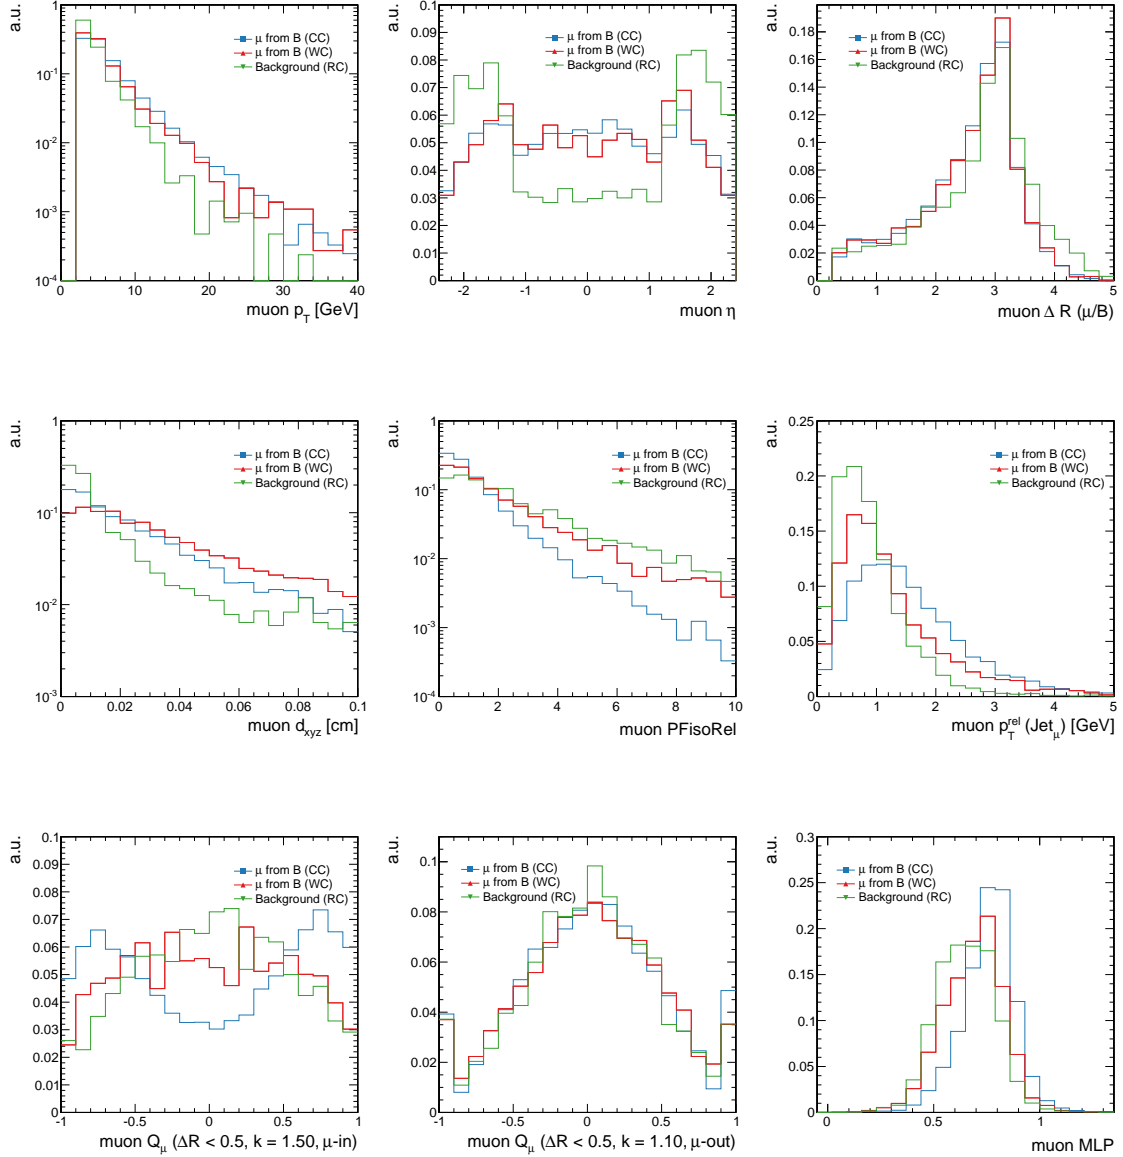 a.u.
1
10⁻¹
10⁻²
10⁻³
10⁻⁴
0 10 20 30 40
μ from B (CC)
μ from B (WC)
Background (RC)
muon p_T [GeV]
a.u.
0.1
0.09
0.08
0.07
0.06
0.05
0.04
0.03
0.02
0.01
0
-2 -1 0 1 2
μ from B (CC)
μ from B (WC)
Background (RC)
muon η
a.u.
0.18
0.16
0.14
0.12
0.10
0.08
0.06
0.04
0.02
0.00
0 1 2 3 4 5
μ from B (CC)
μ from B (WC)
Background (RC)
muon Δ R (μ/B)
a.u.
1
10⁻¹
10⁻²
10⁻³
0 0.02 0.04 0.06 0.08 0.1
μ from B (CC)
μ from B (WC)
Background (RC)
muon d_xyz [cm]
a.u.
1
10⁻¹
10⁻²
10⁻³
10⁻⁴
0 2 4 6 8 10
μ from B (CC)
μ from B (WC)
Background (RC)
muon PFisoRel
a.u.
0.25
0.2
0.15
0.1
0.05
0
0 1 2 3 4 5
μ from B (CC)
μ from B (WC)
Background (RC)
muon p_T^rel (Jet_μ) [GeV]
a.u.
0.1
0.09
0.08
0.07
0.06
0.05
0.04
0.03
0.02
0.01
0
-1 -0.5 0 0.5 1
μ from B (CC)
μ from B (WC)
Background (RC)
muon Q_μ (ΔR < 0.5, k = 1.50, μ-in)
a.u.
0.1
0.08
0.06
0.04
0.02
0
-1 -0.5 0 0.5 1
μ from B (CC)
μ from B (WC)
Background (RC)
muon Q_μ (ΔR < 0.5, k = 1.10, μ-out)
a.u.
0.3
0.25
0.2
0.15
0.1
0.05
0
0 0.5 1
μ from B (CC)
μ from B (WC)
Background (RC)
muon MLP